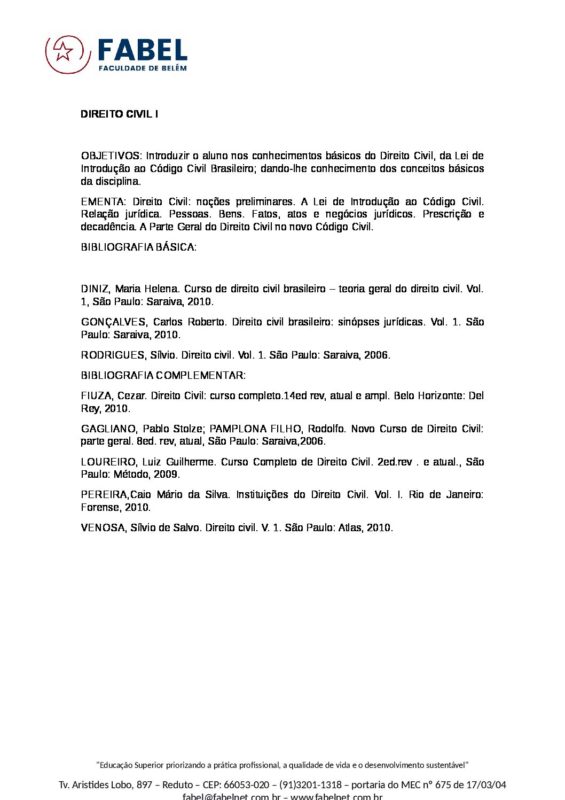 FABEL
FACULDADE DE BELÉM
DIREITO CIVIL I
OBJETIVOS: Introduzir o aluno nos conhecimentos básicos do Direito Civil, da Lei de
Introdução ao Código Civil Brasileiro; dando-lhe conhecimento dos conceitos básicos
da disciplina.
EMENTA: Direito Civil: noções preliminares. A Lei de Introdução ao Código Civil.
Relação jurídica. Pessoas. Bens. Fatos, atos e negócios jurídicos. Prescrição e
decadência. A Parte Geral do Direito Civil no novo Código Civil.
BIBLIOGRAFIA BÁSICA:
DINIZ, Maria Helena. Curso de direito civil brasileiro – teoria geral do direito civil. Vol.
1, São Paulo: Saraiva, 2010.
GONÇALVES, Carlos Roberto. Direito civil brasileiro: sinópses jurídicas. Vol. 1. São
Paulo: Saraiva, 2010.
RODRIGUES, Sílvio. Direito civil. Vol. 1. São Paulo: Saraiva, 2006.
BIBLIOGRAFIA COMPLEMENTAR:
FIUZA, Cezar. Direito Civil: curso completo.14ed rev, atual e ampl. Belo Horizonte: Del
Rey, 2010.
GAGLIANO, Pablo Stolze; PAMPLONA FILHO, Rodolfo. Novo Curso de Direito Civil:
parte geral. 8ed. rev, atual, São Paulo: Saraiva,2006.
LOUREIRO, Luiz Guilherme. Curso Completo de Direito Civil. 2ed.rev . e atual., São
Paulo: Método, 2009.
PEREIRA,Caio Mário da Silva. Instituições do Direito Civil. Vol. I. Rio de Janeiro:
Forense, 2010.
VENOSA, Sílvio de Salvo. Direito civil. V. 1. São Paulo: Atlas, 2010.
"Educação Superior priorizando a prática profissional, a qualidade de vida e o desenvolvimento sustentável"
Tv. Aristides Lobo, 897 – Reduto – CEP: 66053-020 – (91)3201-1318 – portaria do MEC nº 675 de 17/03/04
fabel@fabelnet.com.br – www.fabelnet.com.br